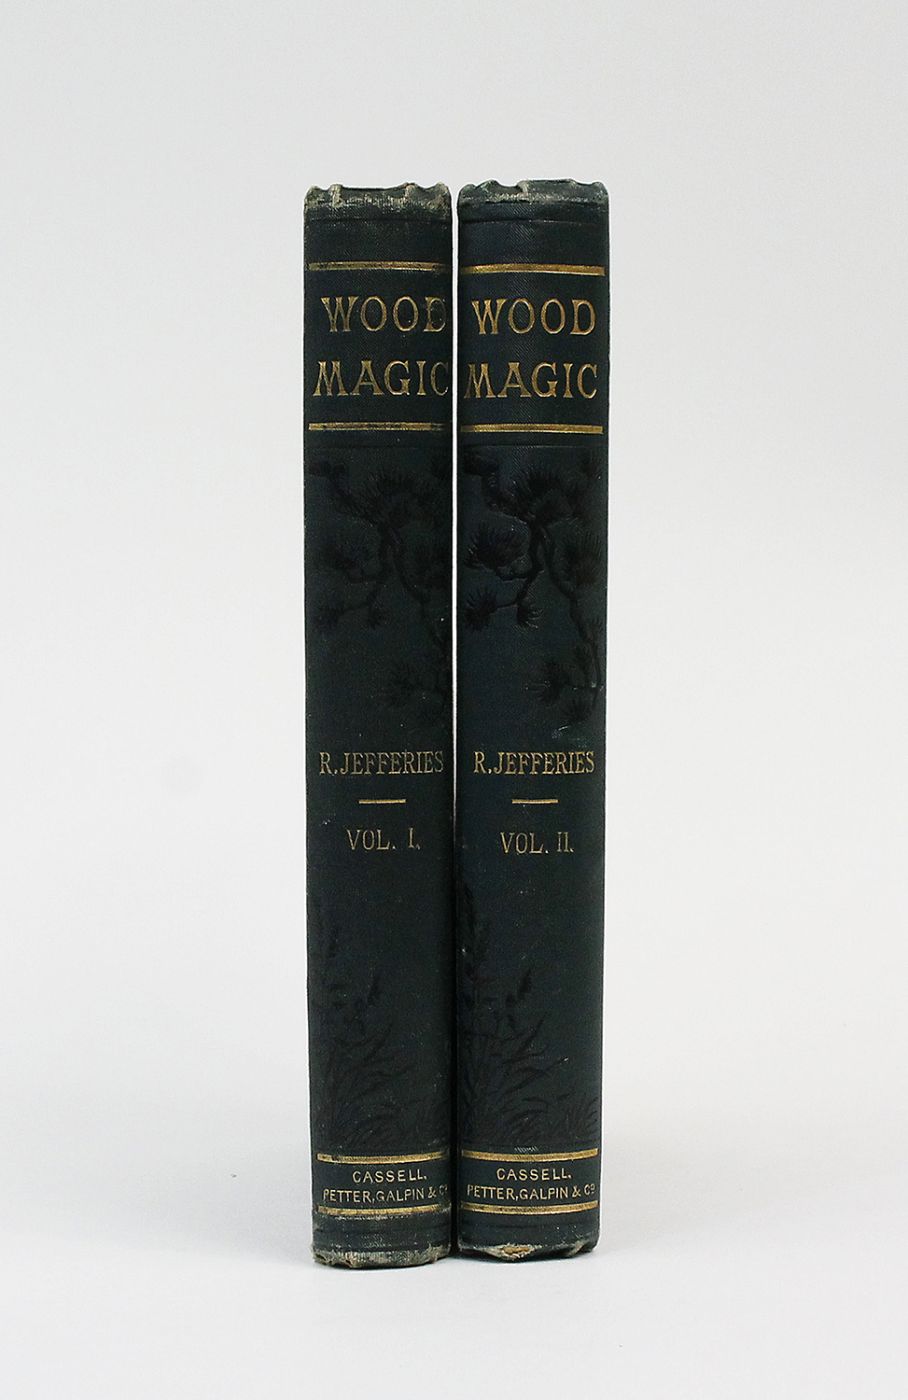 WOOD
MAGIC
R. JEFFERIES
VOL. I.
CASSELL,
PETTER, GALPIN & Co
WOOD
MAGIC
R. JEFFERIES
VOL. II.
CASSELL,
PETTER, GALPIN & Co